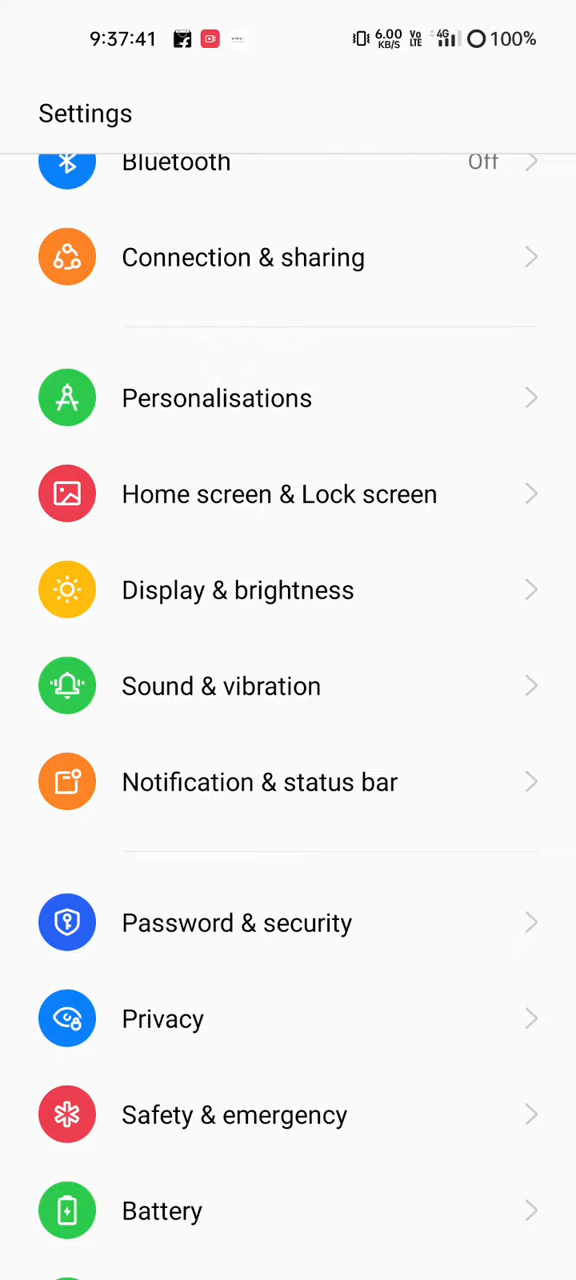 9:37:41 6.00 KB/S Vo LTE 4G 100%
Settings
Bluetooth Off
Connection & sharing
Personalisations
Home screen & Lock screen
Display & brightness
Sound & vibration
Notification & status bar
Password & security
Privacy
Safety & emergency
Battery